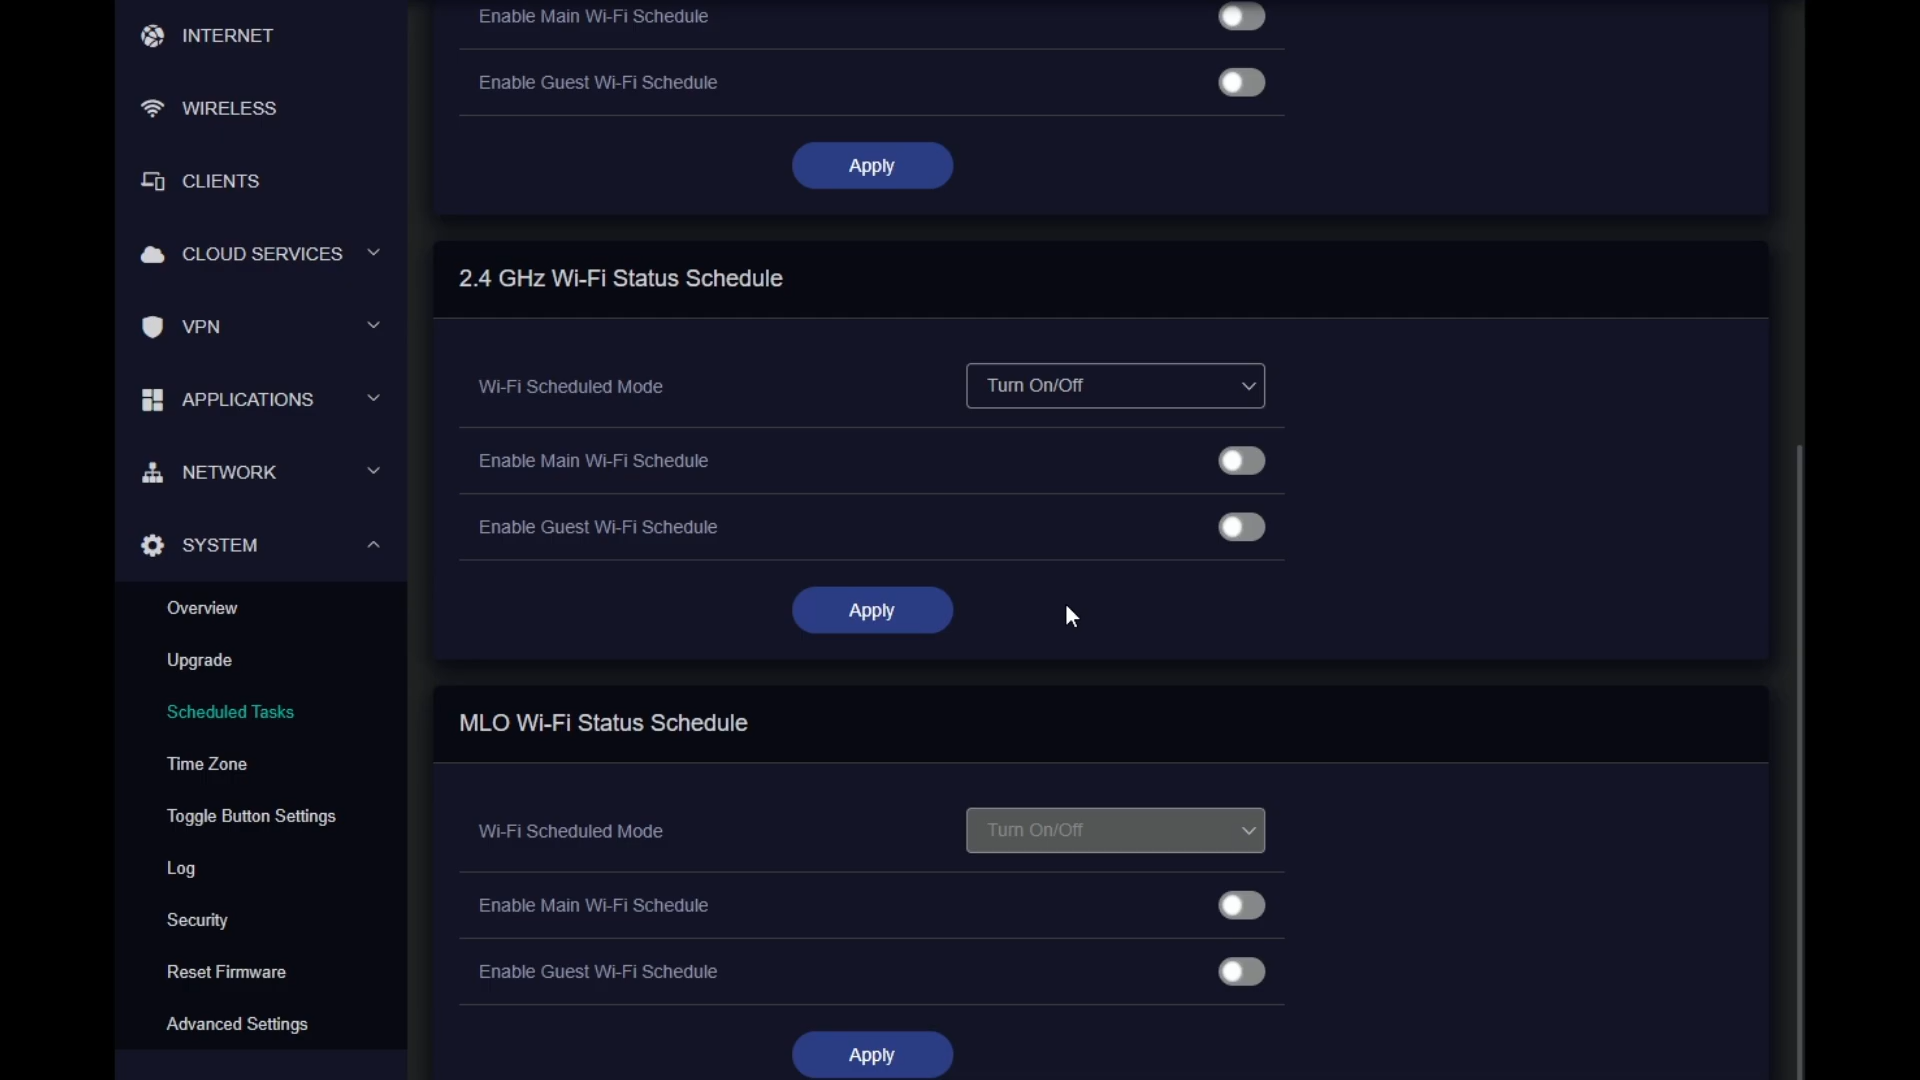 INTERNET
WIRELESS
CLIENTS
CLOUD SERVICES
VPN
APPLICATIONS
NETWORK
SYSTEM
Overview
Upgrade
Scheduled Tasks
Time Zone
Toggle Button Settings
Log
Security
Reset Firmware
Advanced Settings
Enable Main Wi-Fi Schedule
Enable Guest Wi-Fi Schedule
Apply
2.4 GHz Wi-Fi Status Schedule
Wi-Fi Scheduled Mode Turn On/Off
Enable Main Wi-Fi Schedule
Enable Guest Wi-Fi Schedule
Apply
MLO Wi-Fi Status Schedule
Wi-Fi Scheduled Mode Turn On/Off
Enable Main Wi-Fi Schedule
Enable Guest Wi-Fi Schedule
Apply